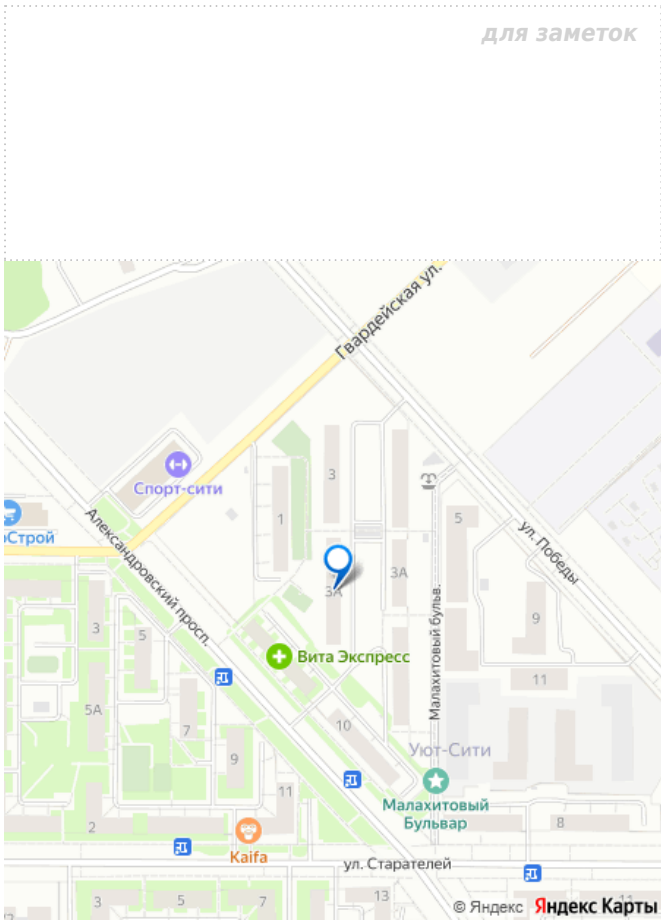 для заметок
Гвардейская ул.
Спорт-сити
3
1
оСтрой
Александровский просп.
5
ул. Победы
3А
3А
9
3
5
Вита Экспресс
Малахитовый бульв.
11
5А
7
10
Уют-Сити
9
11
Малахитовый
Бульвар
2
8
Kaifa
ул. Старателей
3
5
7
13
11
© Яндекс Яндекс Карты